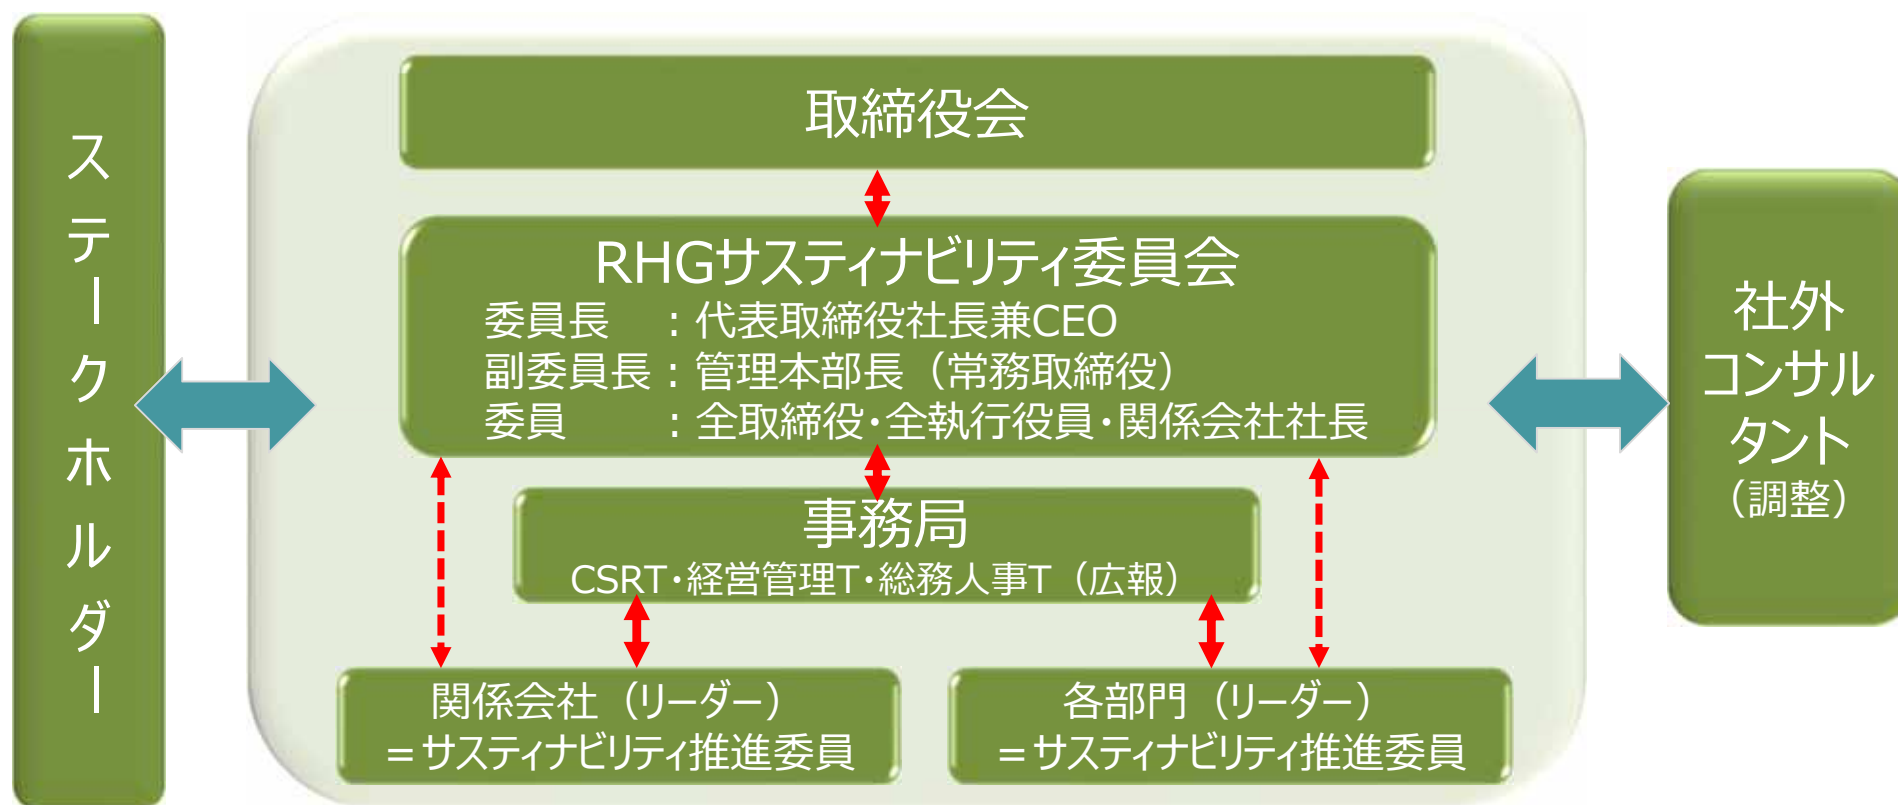 ステークホルダー
取締役会
RHGサスティナビリティ委員会
委員長　：代表取締役社長兼CEO
副委員長：管理本部長（常務取締役）
委員　　：全取締役・全執行役員・関係会社社長
事務局
CSRT・経営管理T・総務人事T（広報）
関係会社（リーダー）
＝サスティナビリティ推進委員
各部門（リーダー）
＝サスティナビリティ推進委員
社外
コンサル
タント
（調整）